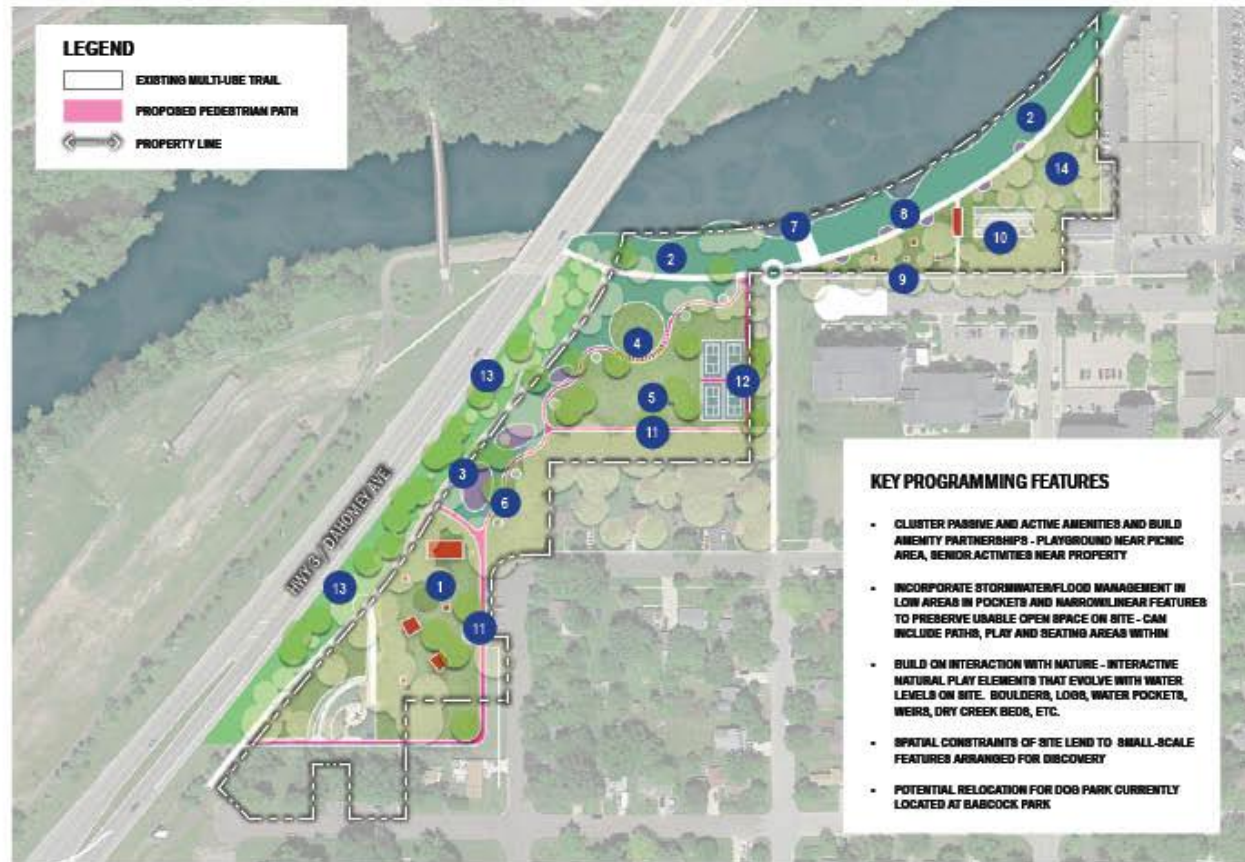 LEGEND
EXISTING MULTI-USE TRAIL
PROPOSED PEDESTRIAN PATH
PROPERTY LINE
2
14
8
7
10
2
9
4
13
12
5
11
3
6
HWY 3 / DAHOMEY AVE
13
1
11
KEY PROGRAMMING FEATURES
- CLUSTER PASSIVE AND ACTIVE AMENITIES AND BUILD
AMENITY PARTNERSHIPS - PLAYGROUND NEAR PICNIC
AREA, SENIOR ACTIVITIES NEAR PROPERTY
- INCORPORATE STORMWATER/FLOOD MANAGEMENT IN
LOW AREAS IN POCKETS AND NARROW/LINEAR FEATURES
TO PRESERVE USABLE OPEN SPACE ON SITE - CAN
INCLUDE PATHS, PLAY AND SEATING AREAS WITHIN
- BUILD ON INTERACTION WITH NATURE - INTERACTIVE
NATURAL PLAY ELEMENTS THAT EVOLVE WITH WATER
LEVELS ON SITE. BOULDERS, LOGS, WATER POCKETS,
WEIRS, DRY CREEK BEDS, ETC.
- SPATIAL CONSTRAINTS OF SITE LEND TO SMALL-SCALE
FEATURES ARRANGED FOR DISCOVERY
- POTENTIAL RELOCATION FOR DOG PARK CURRENTLY
LOCATED AT BABCOCK PARK